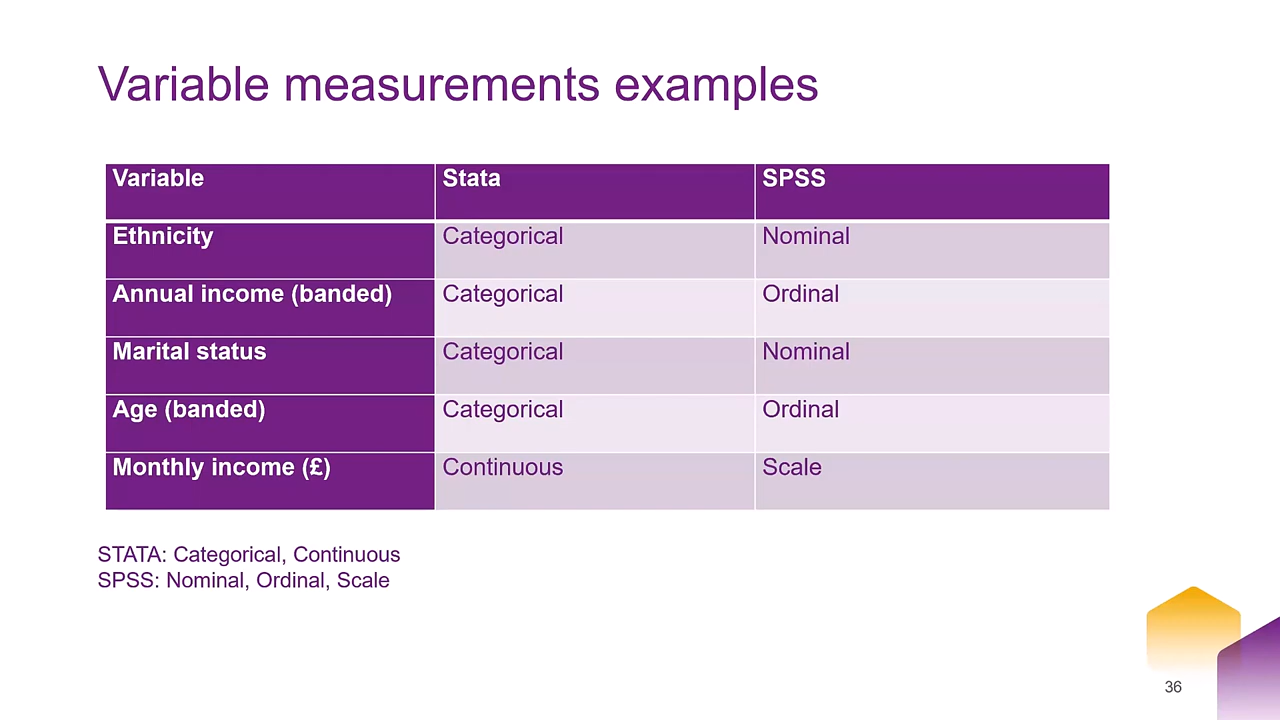 Variable measurements examples
Variable Stata SPSS
Ethnicity Categorical Nominal
Annual income (banded) Categorical Ordinal
Marital status Categorical Nominal
Age (banded) Categorical Ordinal
Monthly income (£) Continuous Scale
STATA: Categorical, Continuous
SPSS: Nominal, Ordinal, Scale
36